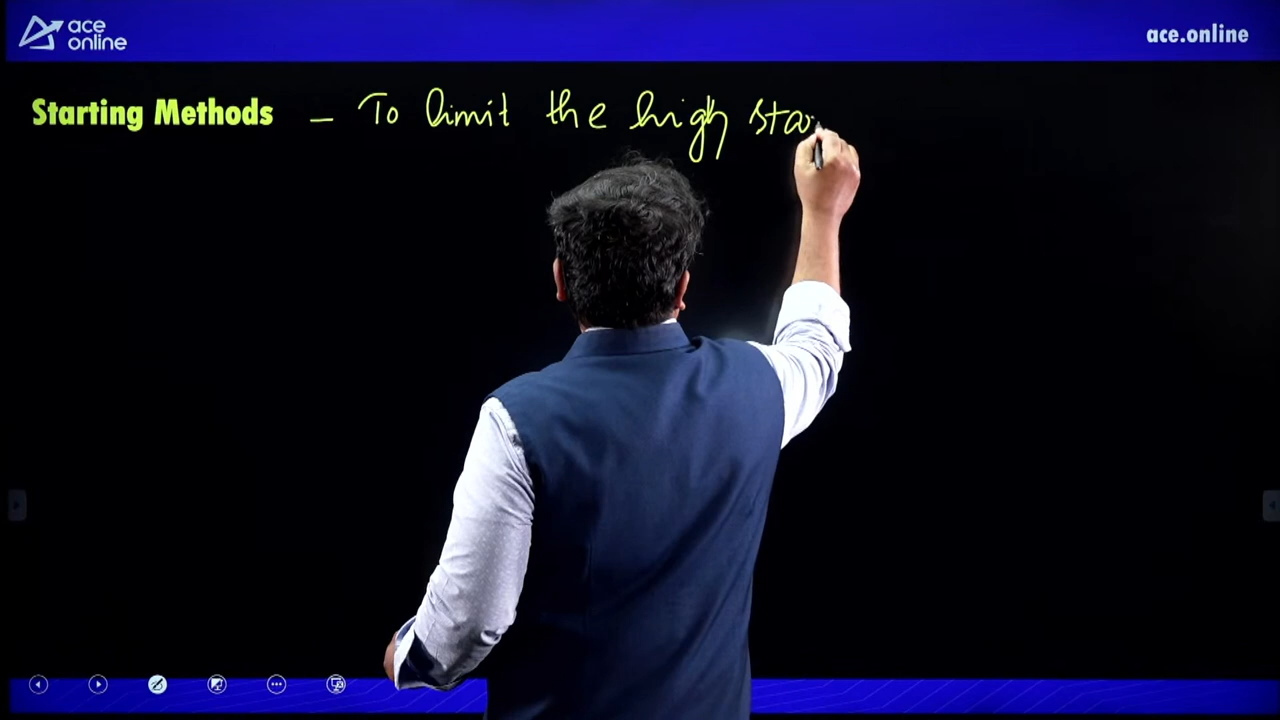 ace online
ace.online
Starting Methods - To limit the high sta